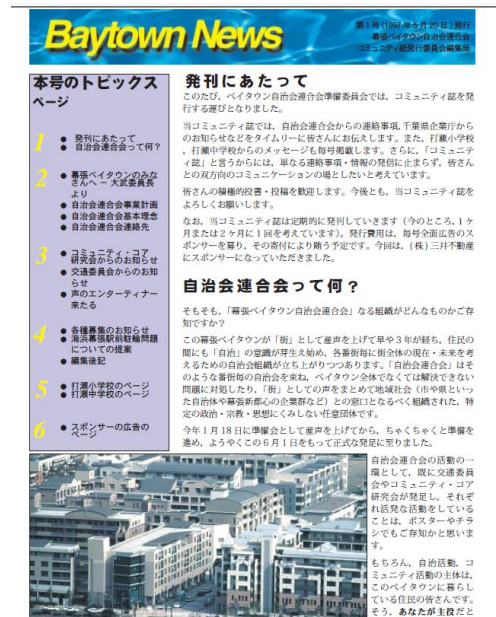 Baytown News
第１号(1997年5月20日)発行
幕張ベイタウン自治会連合会
コミュニティ紙発行委員会編集局
本号のトピックス
ページ
1
● 発刊にあたって
● 自治会連合会って何？
2
● 幕張ベイタウンのみな
さんへ － 大武委員長
より
● 自治会連合会事業計画
● 自治会連合会基本理念
● 自治会連合会連絡先
3
● コミュニティ・コア
研究会からのお知らせ
● 交通委員会からのお知
らせ
● 声のエンターティナー
来たる
4
● 各種募集のお知らせ
● 海浜幕張駅前駐輪問題
についての提案
● 編集後記
5
● 打瀬小学校のページ
● 打瀬中学校のページ
6
● スポンサーの広告の
ページ
発刊にあたって
このたび、ベイタウン自治会連合会準備委員会では、コミュニティ誌を発
行する運びとなりました。
当コミュニティ誌では、自治会連合会からの連絡事項、千葉県企業庁から
のお知らせなどをタイムリーに皆さんにお伝えします。また、打瀬小学校
、打瀬中学校からのメッセージも毎号掲載します。さらに、「コミュニテ
ィ誌」と言うからには、単なる連絡事項・情報の発信に止まらず、皆さん
との双方向のコミュニケーションの場としたいと考えています。
皆さんの積極的投書・投稿を歓迎します。今後とも、当コミュニティ誌を
よろしくお願いします。
なお、当コミュニティ誌は定期的に発刊していきます（今のところ、１ヶ
月または２ヶ月に１回を考えています）。発行費用は、毎号全面広告のス
ポンサーを募り、その寄付により賄う予定です。今回は、(株)三井不動産
にスポンサーになっていただきました。
自治会連合会って何？
そもそも、「幕張ベイタウン自治会連合会」なる組織がどんなものかご存
知ですか？
この幕張ベイタウンが「街」として産声を上げて早や３年が経ち、住民の
間にも「自治」の意識が芽生え始め、各番街毎に街全体の現在・未来を考
えるための自治会組織が立ち上がりつつあります。「自治会連合会」はそ
のような番街毎の自治会を束ね、ベイタウン全体でなくては解決できない
問題に対処したり、「街」としての声をまとめて地域社会（市や県といっ
た自治体や幕張新都心の企業群など）との窓口となるべく組織された、特
定の政治・宗教・思想にくみしない任意団体です。
今年１月18日に準備会として産声を上げてから、ちゃくちゃくと準備を
進め、ようやくこの６月１日をもって正式な発足に至りました。
自治会連合会の活動の一
環として、既に交通委員
会やコミュニティ・コア
研究会が発足し、それぞ
れ活発な活動をしている
ことは、ポスターやチラ
シでもご存知かと思いま
す。
もちろん、自治活動、コ
ミュニティ活動の主体は、
このベイタウンに暮らし
ている住民の皆さんです。
そう、あなたが主役だと